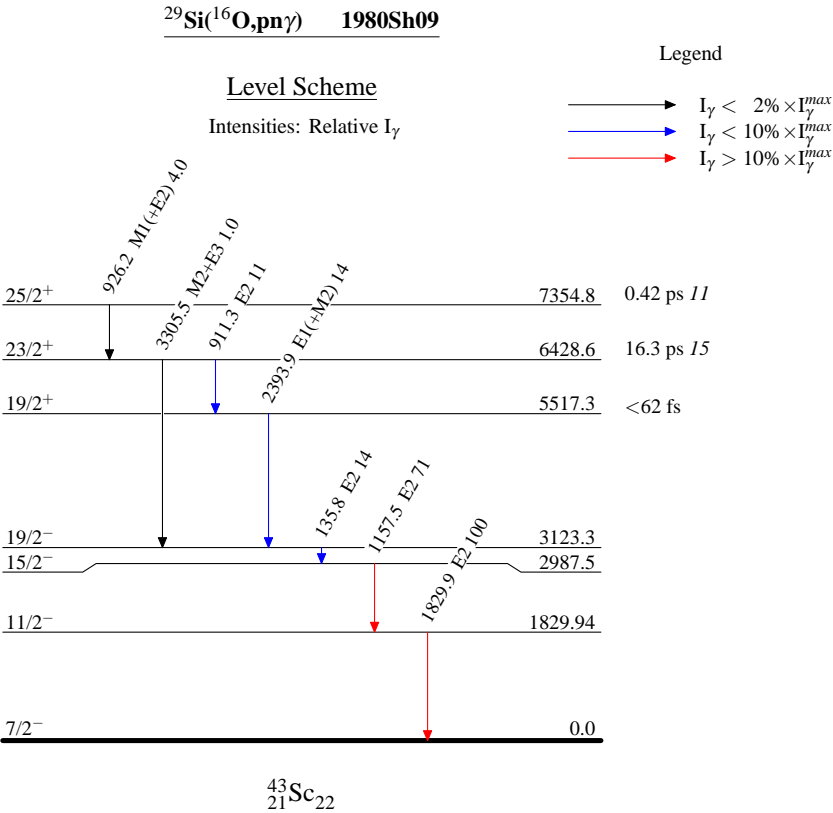 ²⁹Si(¹⁶O,pnγ) 1980Sh09
Level Scheme
Intensities: Relative Iγ
Legend
Iγ < 2%×Iγᵐᵃˣ
Iγ < 10%×Iγᵐᵃˣ
Iγ > 10%×Iγᵐᵃˣ
926.2 M1(+E2) 4.0
3305.5 M2+E3 1.0
911.3 E2 11
2393.9 E1(+M2) 14
135.8 E2 14
1157.5 E2 71
1829.9 E2 100
25/2⁺ 7354.8 0.42 ps 11
23/2⁺ 6428.6 16.3 ps 15
19/2⁺ 5517.3 <62 fs
19/2⁻ 3123.3
15/2⁻ 2987.5
11/2⁻ 1829.94
7/2⁻ 0.0
⁴³₂₁Sc₂₂